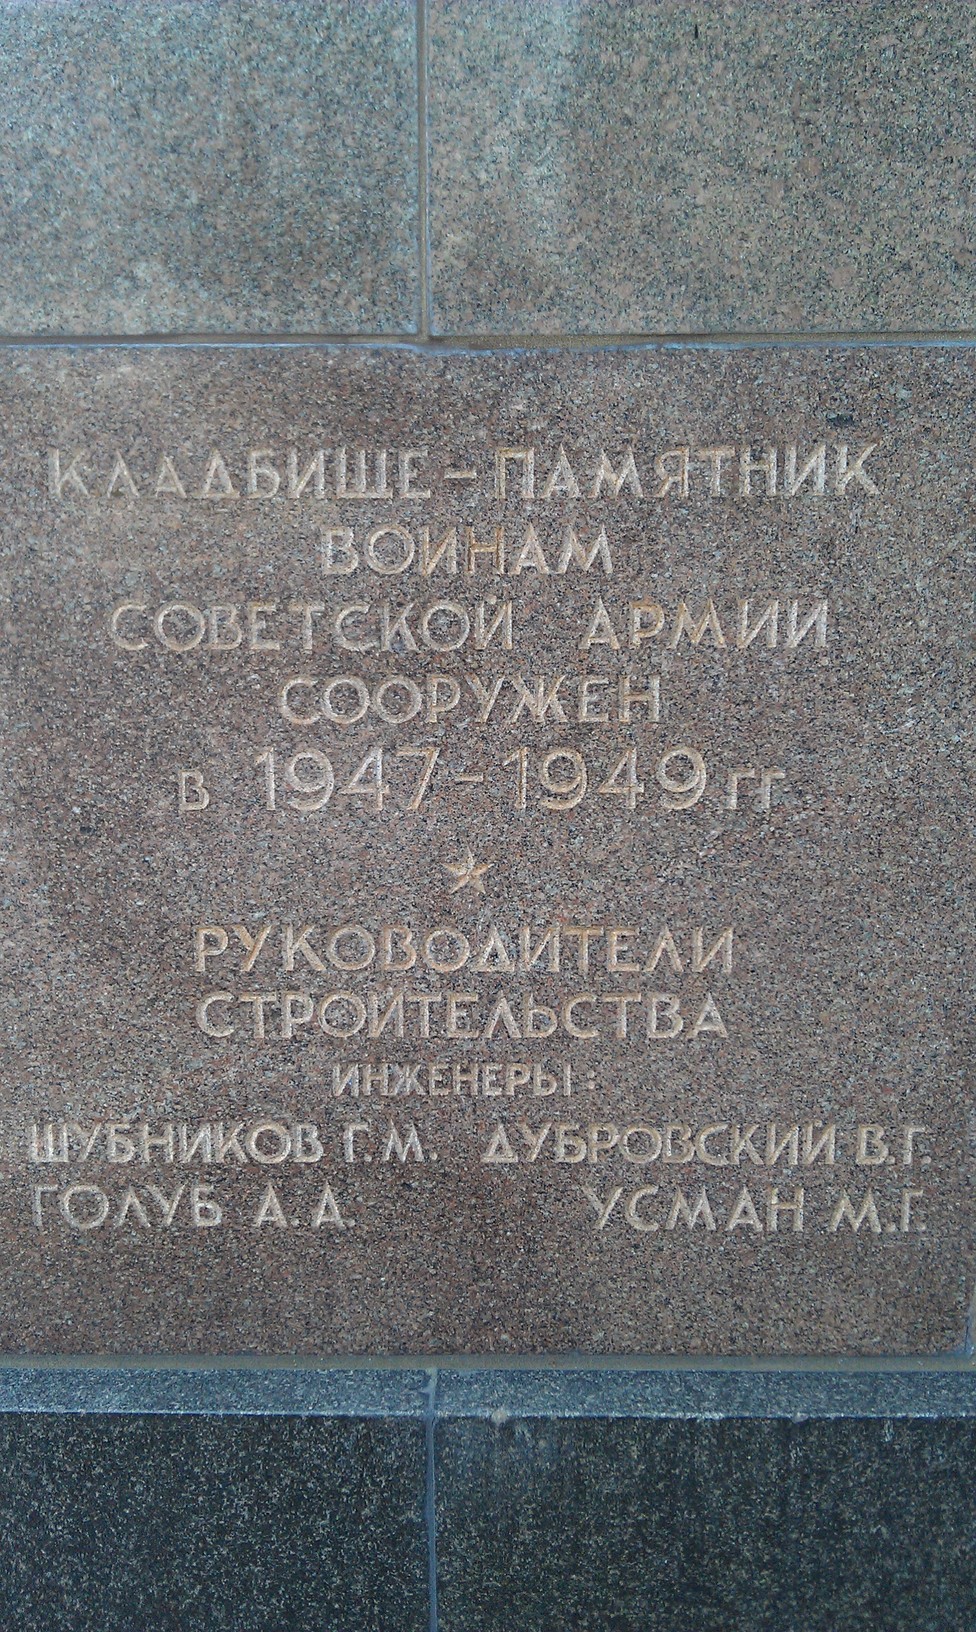 КЛАДБИЩЕ – ПАМЯТНИК
ВОИНАМ
СОВЕТСКОЙ АРМИИ
СООРУЖЕН
в 1947-1949 гг
РУКОВОДИТЕЛИ
СТРОИТЕЛЬСТВА
ИНЖЕНЕРЫ:
ШУБНИКОВ Г.М. ДУБРОВСКИЙ В.Г.
ГОЛУБ А.А. УСМАН М.Г.